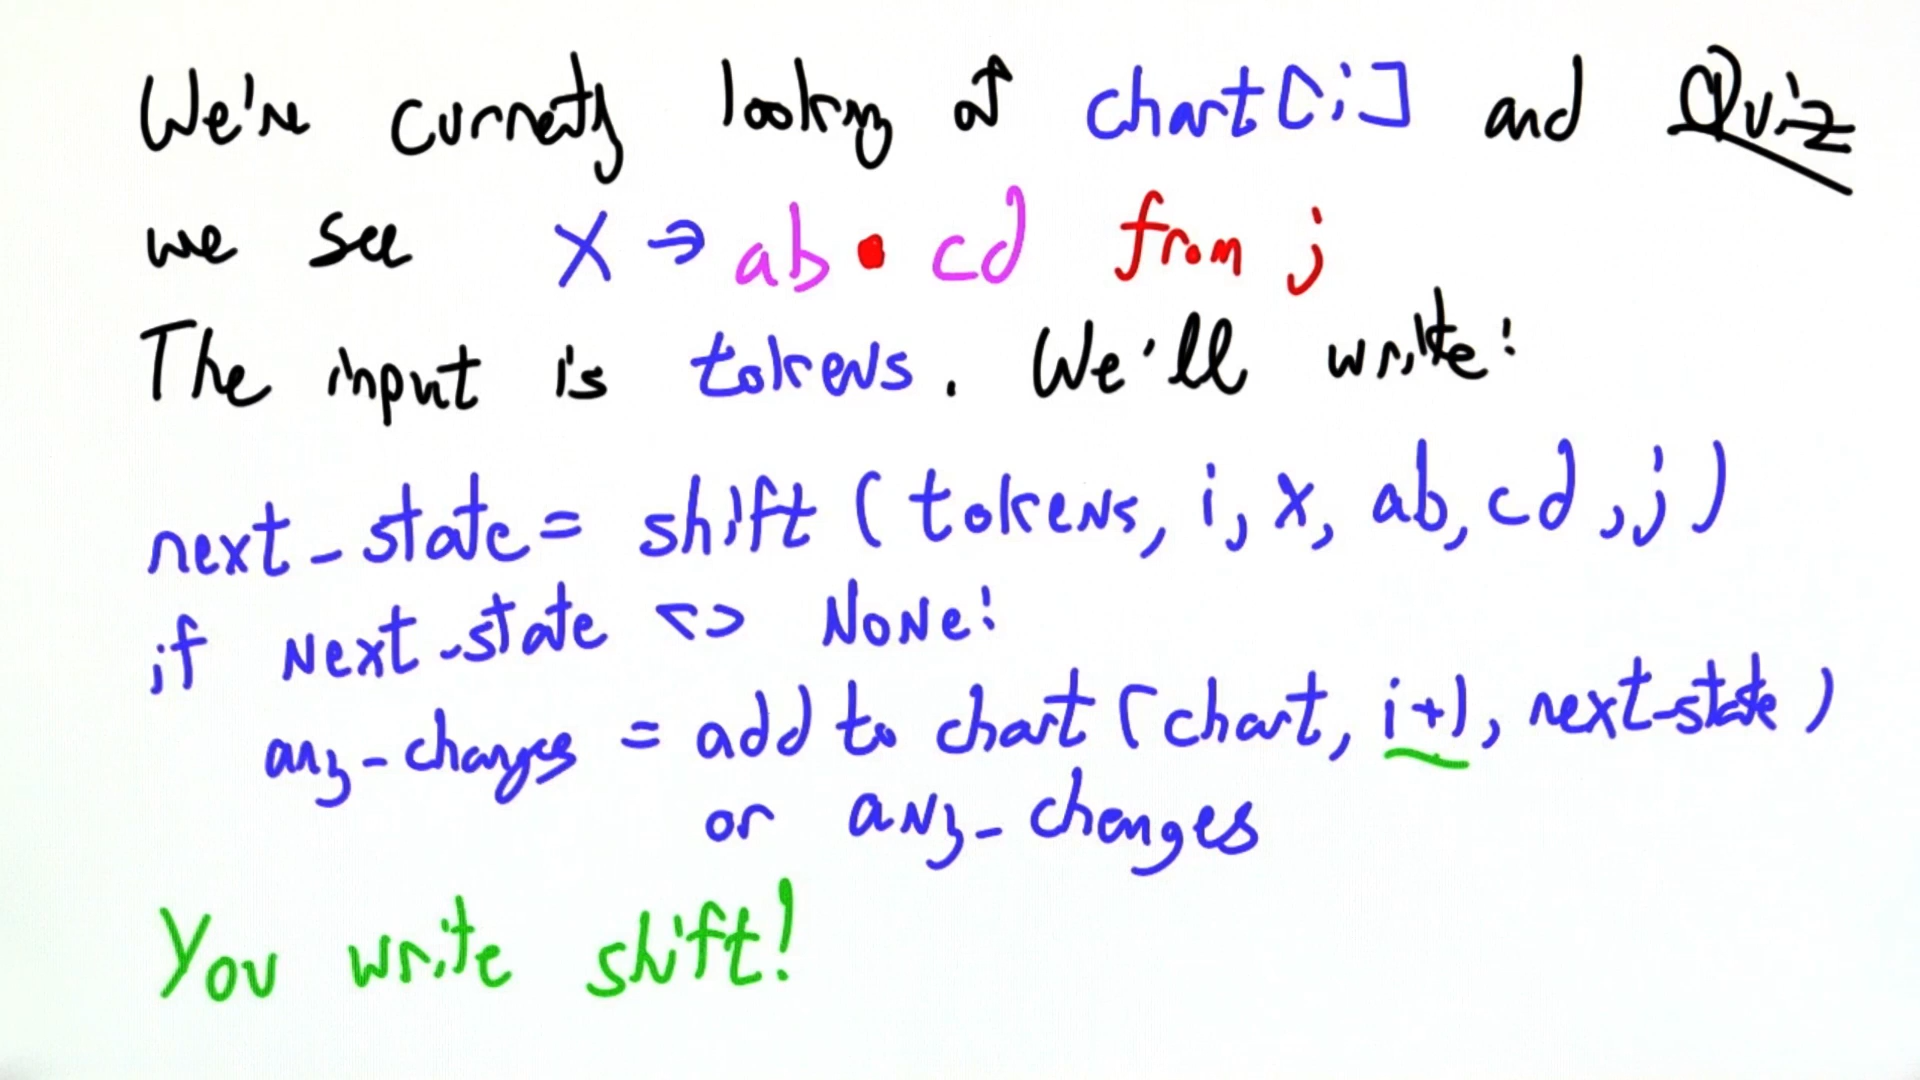 We're currently looking at chart[i] and Quiz
we see x → ab • cd from j
The input is tokens. We'll write:
next_state = shift (tokens, i, x, ab, cd, j)
if next_state <> None:
any_changes = add to chart (chart, i+1, next_state)
or any_changes
You write shift!